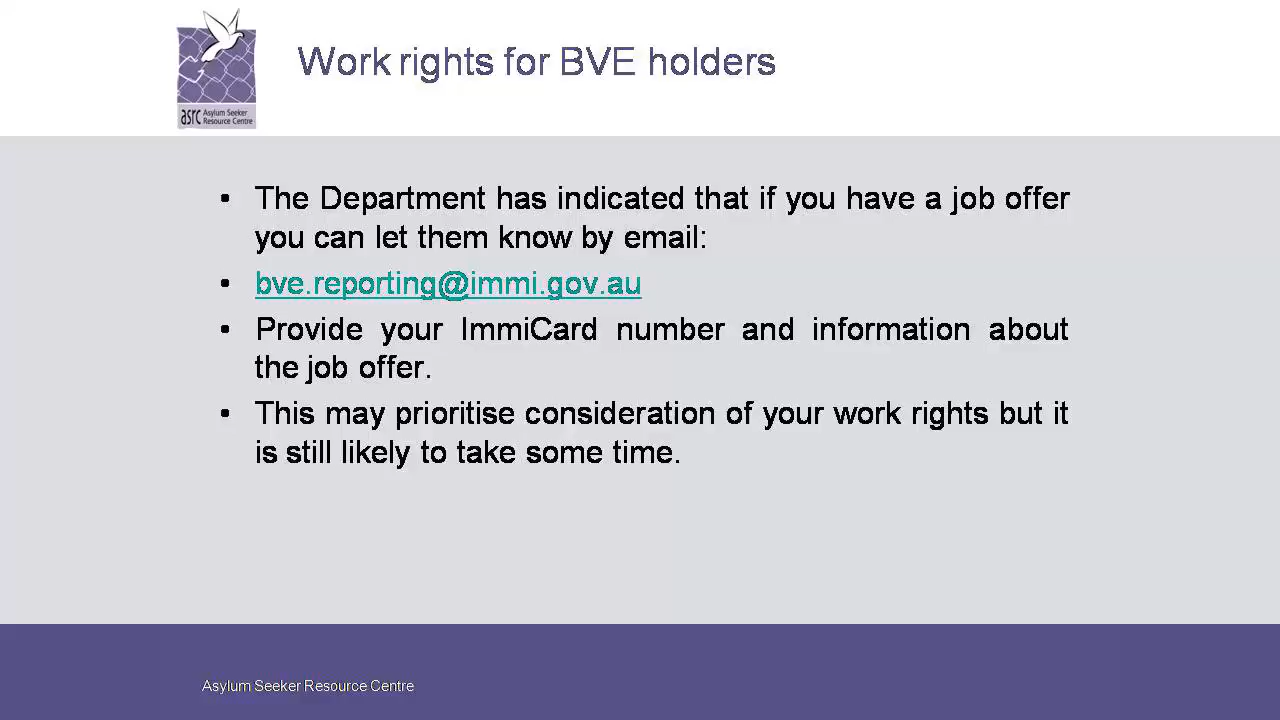 Work rights for BVE holders
asrc Asylum Seeker
Resource Centre
• The Department has indicated that if you have a job offer
you can let them know by email:
• bve.reporting@immi.gov.au
• Provide your ImmiCard number and information about
the job offer.
• This may prioritise consideration of your work rights but it
is still likely to take some time.
Asylum Seeker Resource Centre